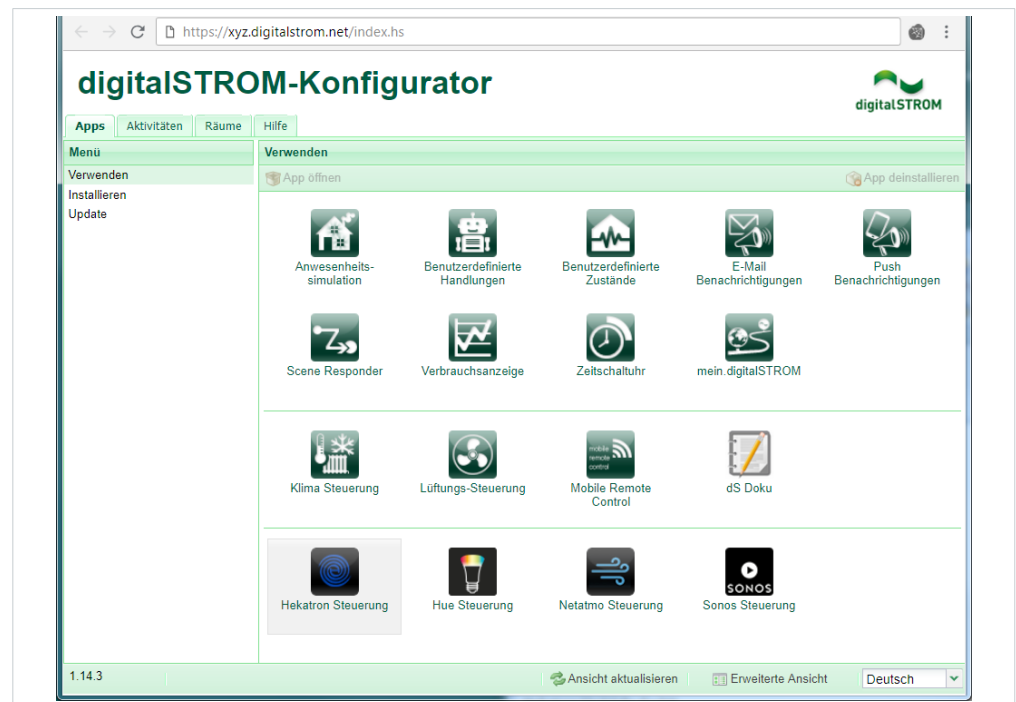 https://xyz.digitalstrom.net/index.hs
digitalSTROM-Konfigurator
digitalSTROM
Apps
Aktivitäten
Räume
Hilfe
Menü
Verwenden
Verwenden
App öffnen
App deinstallieren
Installieren
Update
Anwesenheits-
simulation
Benutzerdefinierte
Handlungen
Benutzerdefinierte
Zustände
E-Mail
Benachrichtigungen
Push
Benachrichtigungen
Scene Responder
Verbrauchsanzeige
Zeitschaltuhr
mein.digitalSTROM
mobile
remote
control
Klima Steuerung
Lüftungs-Steuerung
Mobile Remote
Control
dS Doku
SONOS
Hekatron Steuerung
Hue Steuerung
Netatmo Steuerung
Sonos Steuerung
1.14.3
Ansicht aktualisieren
Erweiterte Ansicht
Deutsch